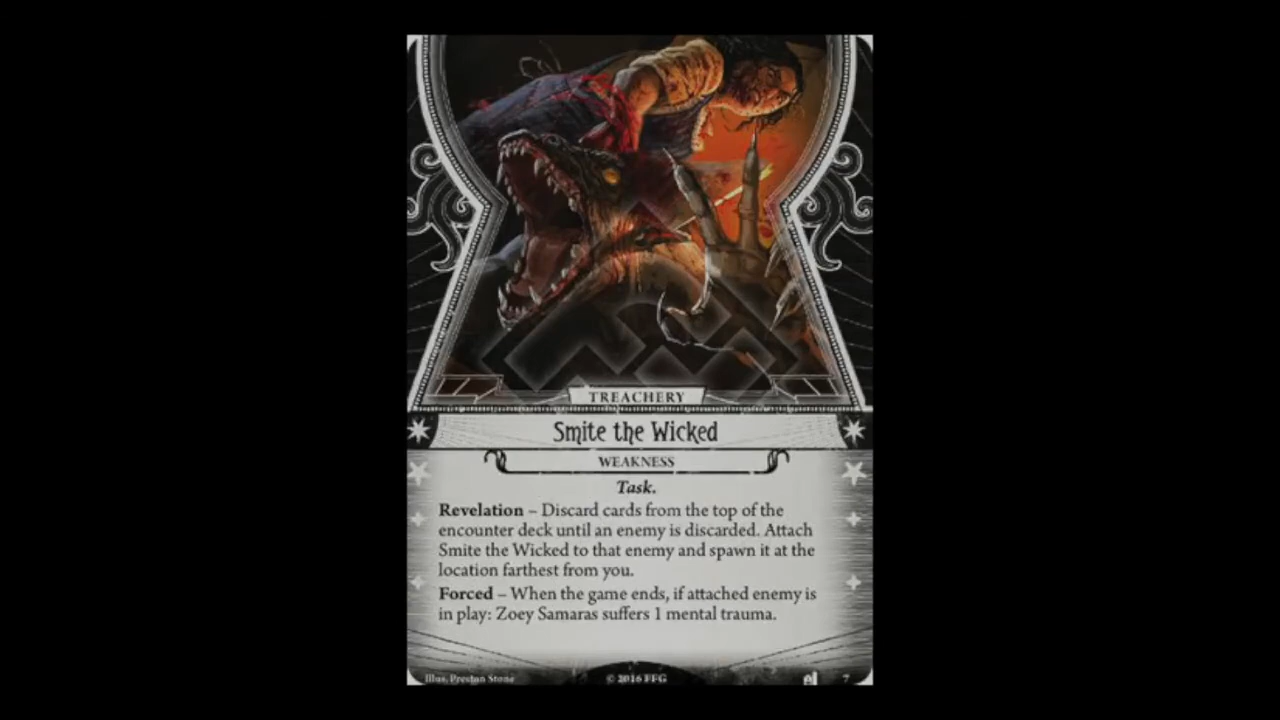 TREACHERY
Smite the Wicked
WEAKNESS
Task.
Revelation – Discard cards from the top of the
encounter deck until an enemy is discarded. Attach
Smite the Wicked to that enemy and spawn it at the
location farthest from you.
Forced – When the game ends, if attached enemy is
in play: Zoey Samaras suffers 1 mental trauma.
Illus. Preston Stone
© 2016 FFG
7